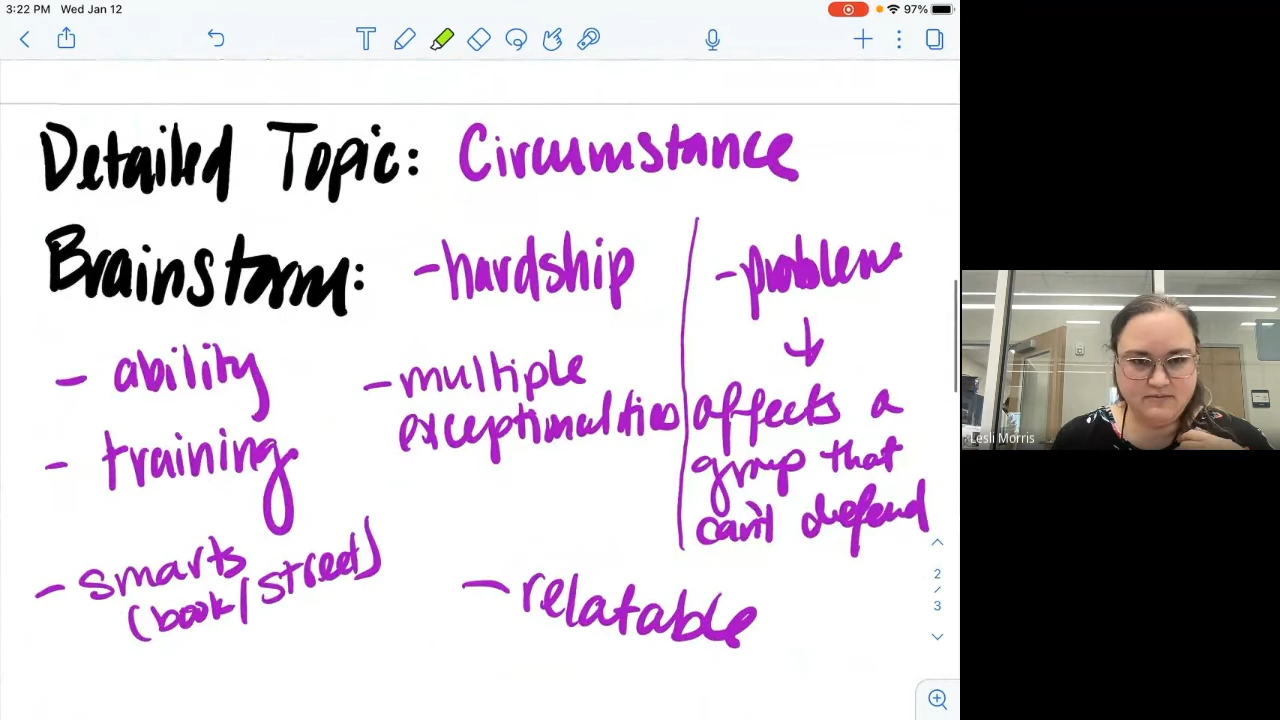 3:22 PM Wed Jan 12
97%
Detailed Topic: Circumstance
Brainstorm:
- hardship
- ability
- multiple
exceptionalities
- training
- smarts
(book/street)
- relatable
- problem
affects a
group that
can't defend
2
/
3
Lesli Morris